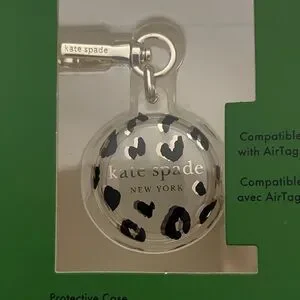 kate spade
kate spade
NEW YORK
Compatible
with AirTag
Compatible
avec AirTag
Protective Case